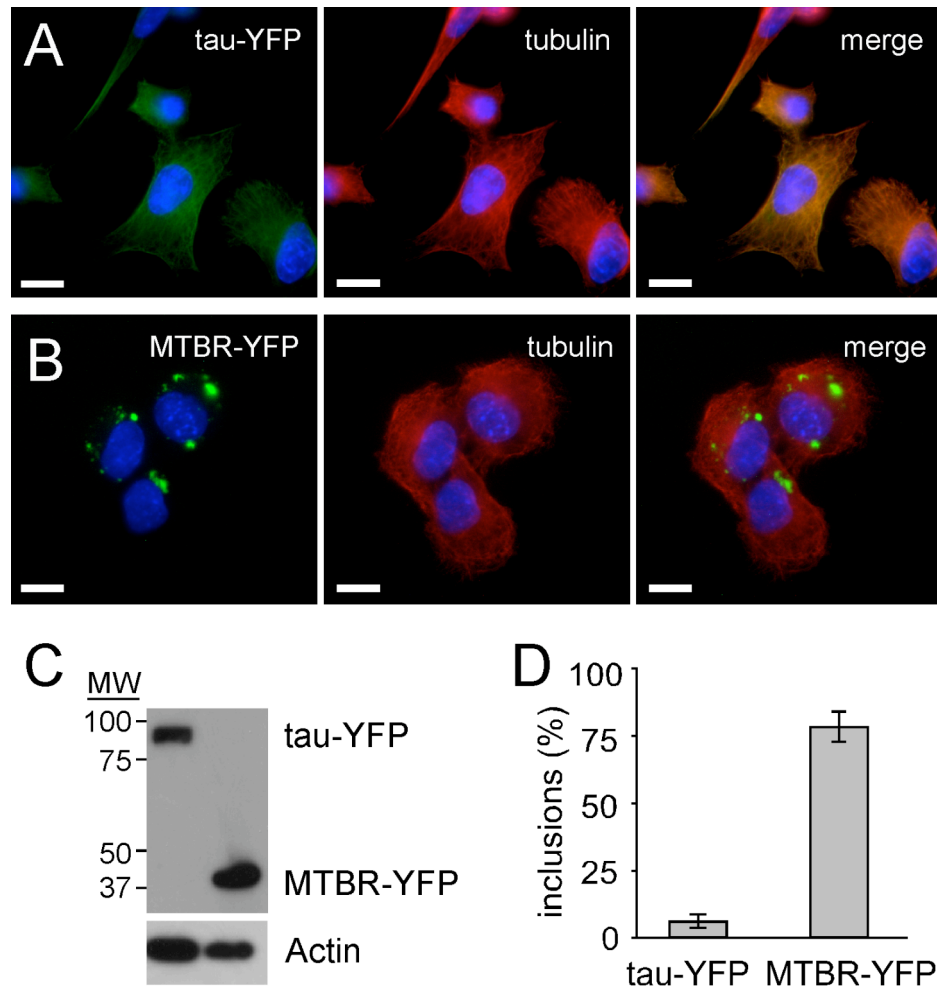 A
tau-YFP
tubulin
merge
B
MTBR-YFP
tubulin
merge
C
MW
100
75
50
37
tau-YFP
MTBR-YFP
Actin
D
inclusions (%)
100
75
50
25
0
tau-YFP MTBR-YFP